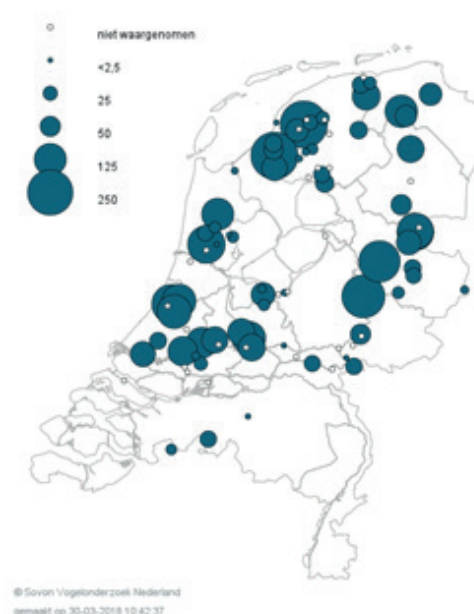 niet waargenomen
<2,5
25
50
125
250
© Sovon Vogelonderzoek Nederland
gemaakt op 30-03-2018 10:42:37